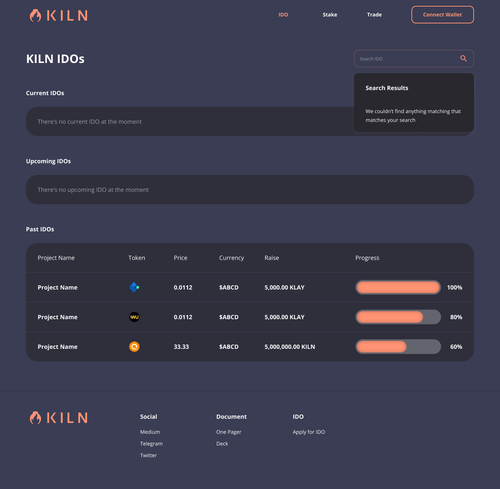 KILN
IDO
Stake
Trade
Connect Wallet
KILN IDOs
Search IDO
Search Results
We couldn't find anything matching that
matches your search
Current IDOs
There's no current IDO at the moment
Upcoming IDOs
There's no upcoming IDO at the moment
Past IDOs
Project Name Token Price Currency Raise Progress
Project Name 0.0112 $ABCD 5,000.00 KLAY 100%
Project Name 0.0112 $ABCD 5,000.00 KLAY 80%
Project Name 33.33 $ABCD 5,000,000.00 KILN 60%
KILN
Social
Medium
Telegram
Twitter
Document
One Pager
Deck
IDO
Apply for IDO